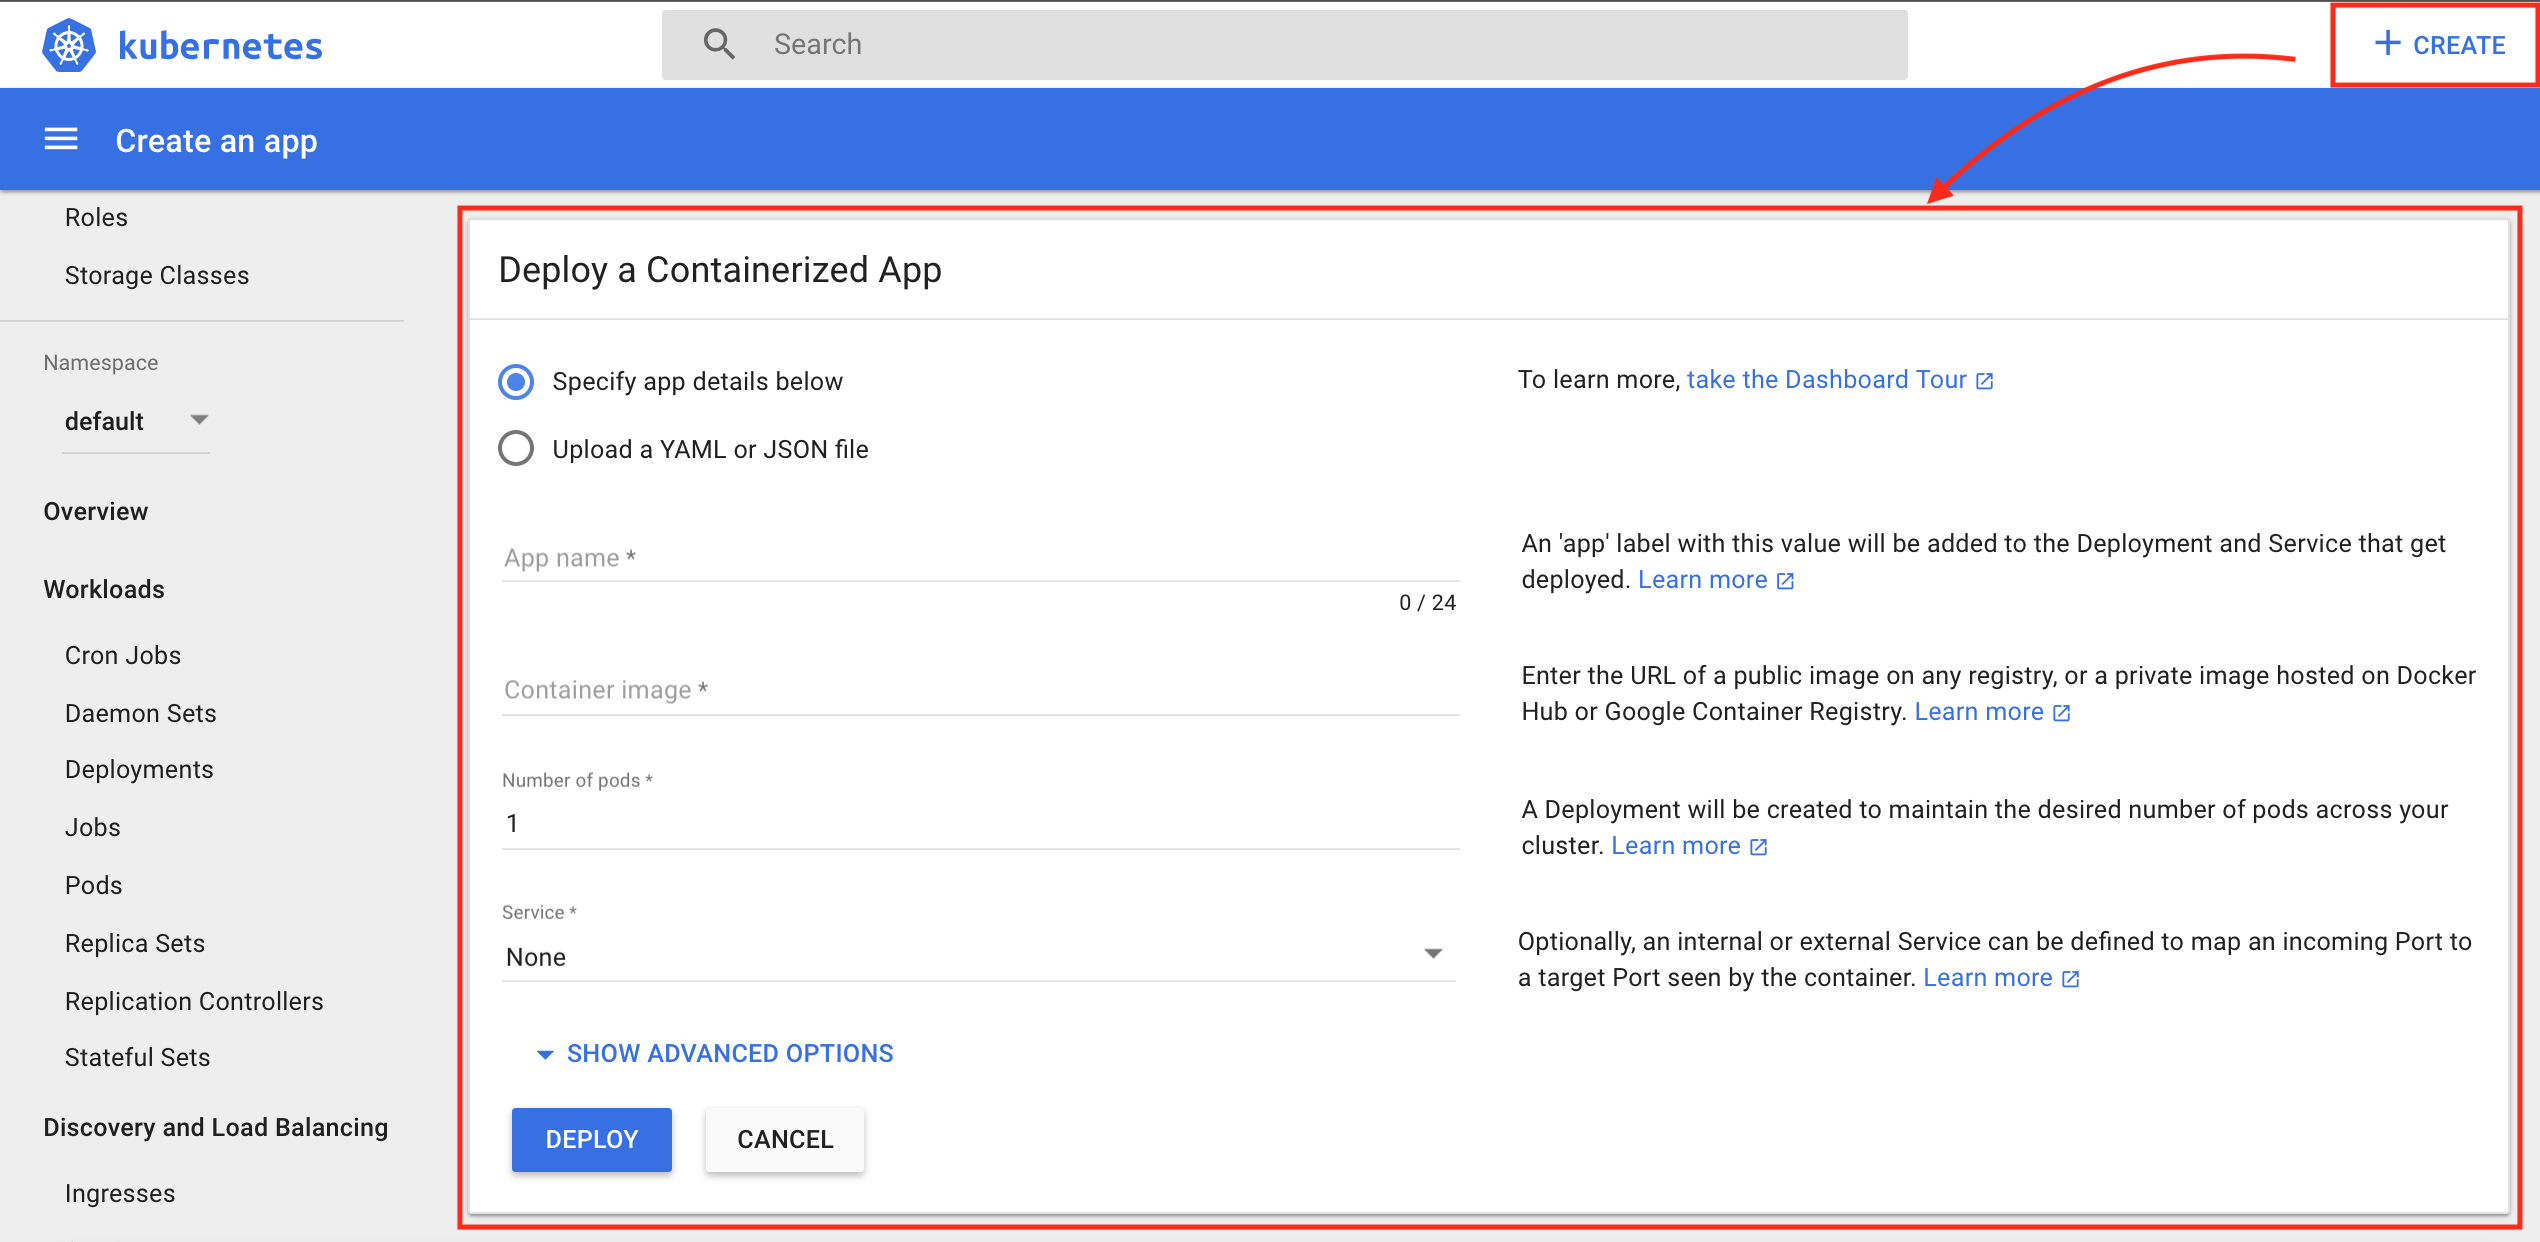 kubernetes
Search
CREATE
Create an app
Roles
Storage Classes
Namespace
default
Overview
Workloads
Cron Jobs
Daemon Sets
Deployments
Jobs
Pods
Replica Sets
Replication Controllers
Stateful Sets
Discovery and Load Balancing
Ingresses
Deploy a Containerized App
Specify app details below
To learn more, take the Dashboard Tour
Upload a YAML or JSON file
App name *
0 / 24
An 'app' label with this value will be added to the Deployment and Service that get
deployed. Learn more
Container image *
Enter the URL of a public image on any registry, or a private image hosted on Docker
Hub or Google Container Registry. Learn more
Number of pods *
1
A Deployment will be created to maintain the desired number of pods across your
cluster. Learn more
Service *
None
Optionally, an internal or external Service can be defined to map an incoming Port to
a target Port seen by the container. Learn more
SHOW ADVANCED OPTIONS
DEPLOY
CANCEL